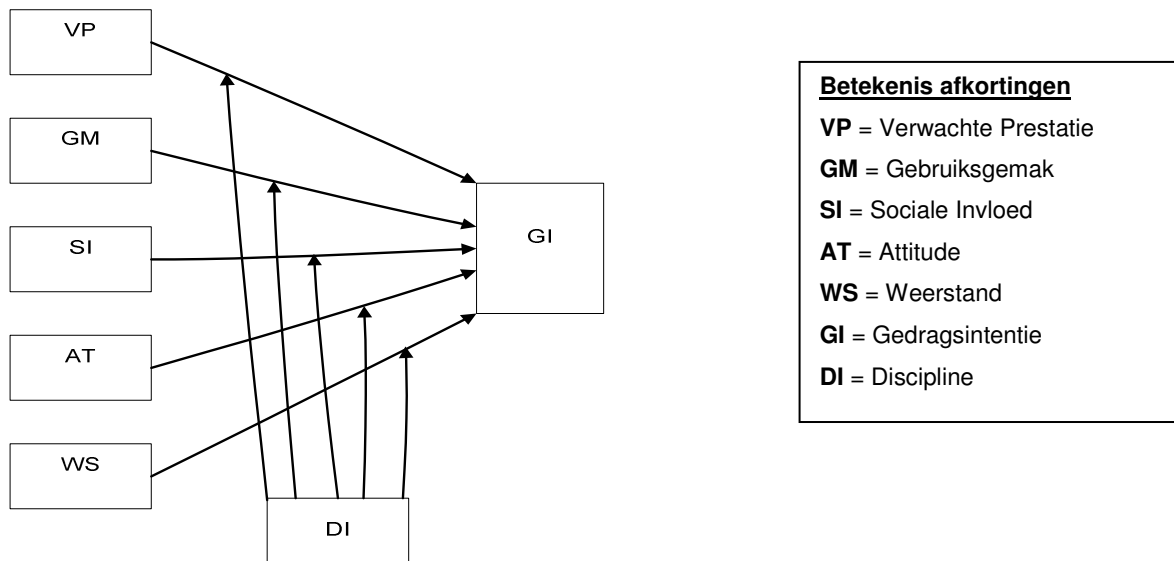 VP
GM
SI
AT
WS
GI
DI
Betekenis afkortingen
VP = Verwachte Prestatie
GM = Gebruiksgemak
SI = Sociale Invloed
AT = Attitude
WS = Weerstand
GI = Gedragsintentie
DI = Discipline